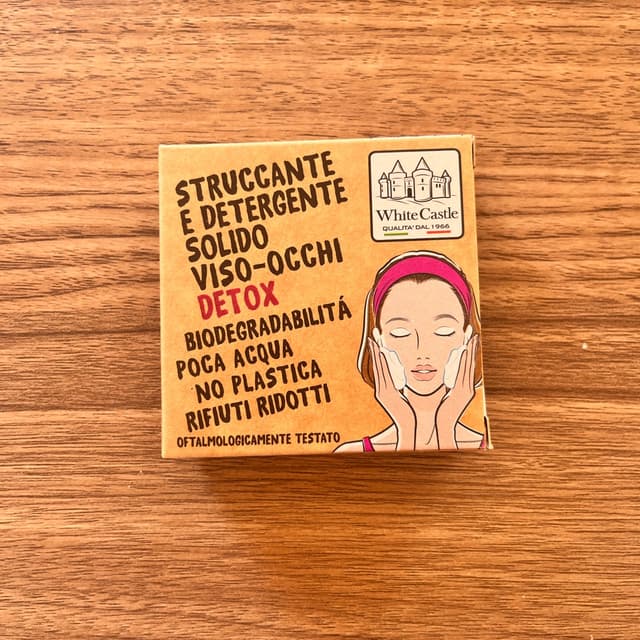 STRUCCANTE
E DETERGENTE
SOLIDO
VISO-OCCHI
DETOX
BIODEGRADABILITÁ
POCA ACQUA
NO PLASTICA
RIFIUTI RIDOTTI
OFTALMOLOGICAMENTE TESTATO
White Castle
QUALITA' DAL 1966